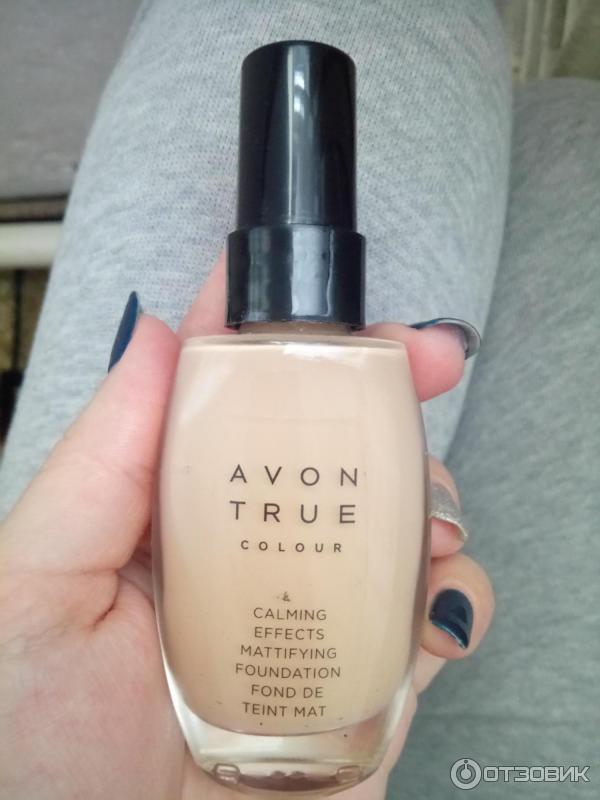 AVON
TRUE
COLOUR
CALMING
EFFECTS
MATTIFYING
FOUNDATION
FOND DE
TEINT MAT
ОТЗОВИК